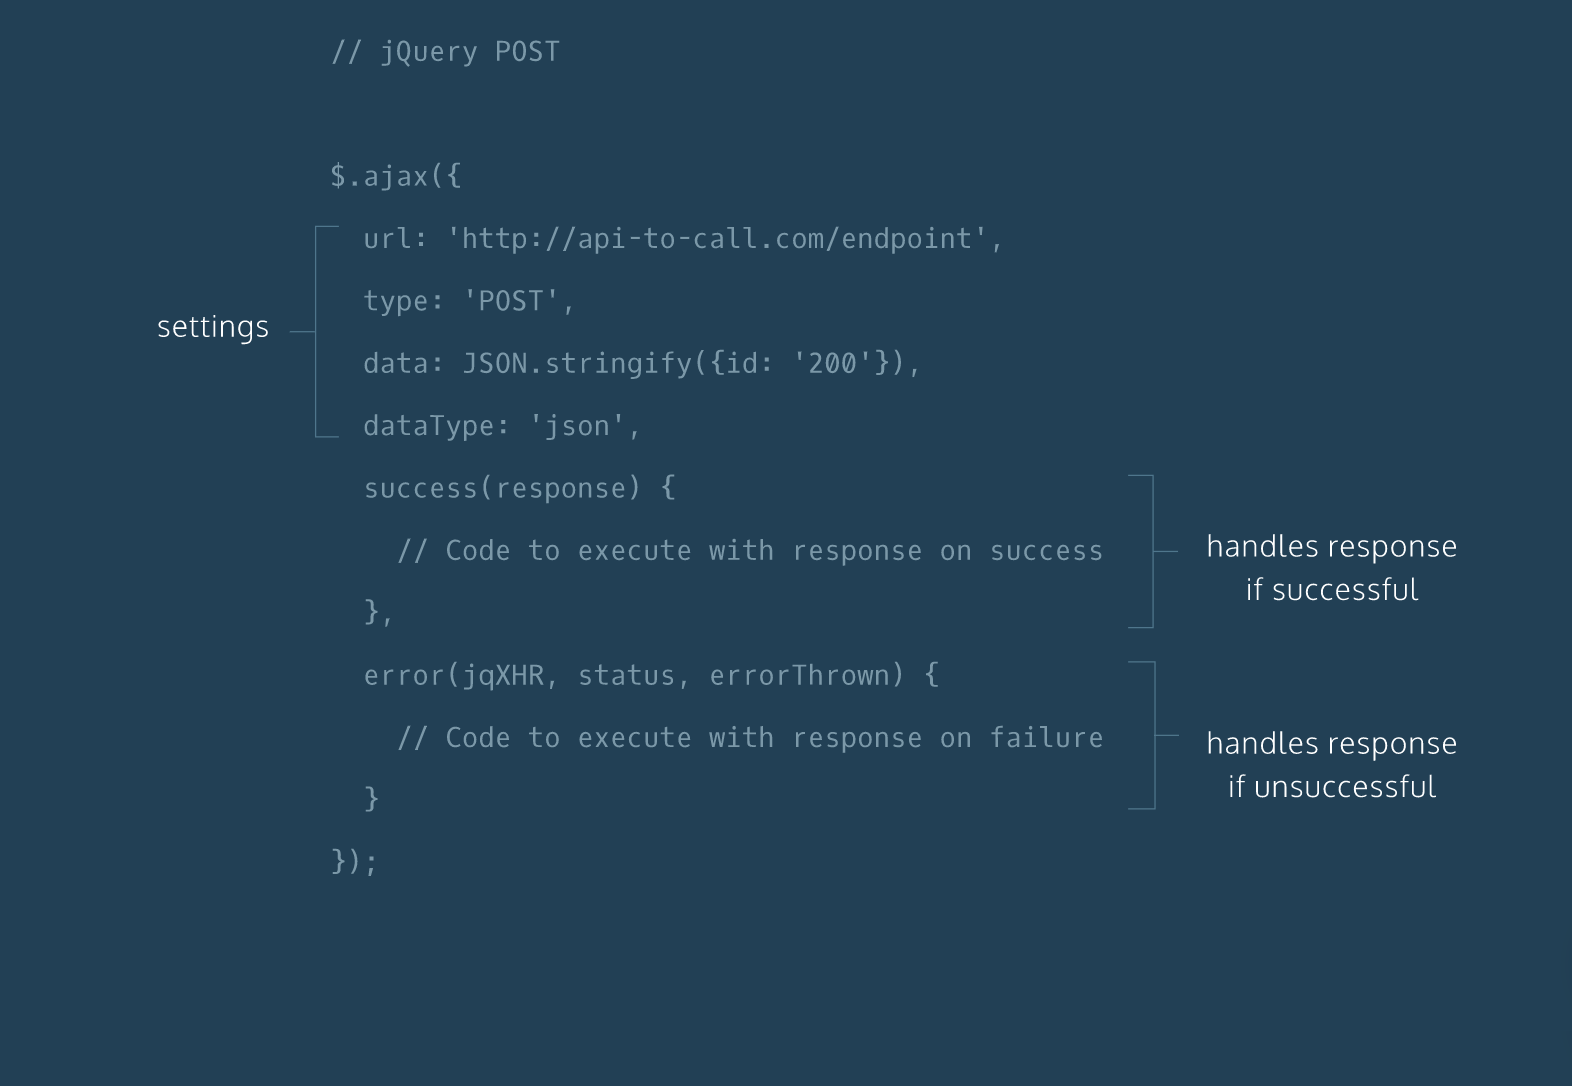 // jQuery POST
$.ajax({
url: 'http://api-to-call.com/endpoint',
type: 'POST',
settings
data: JSON.stringify({id: '200'}),
dataType: 'json',
success(response) {
// Code to execute with response on success
handles response
if successful
},
error(jqXHR, status, errorThrown) {
// Code to execute with response on failure
handles response
if unsuccessful
}
});